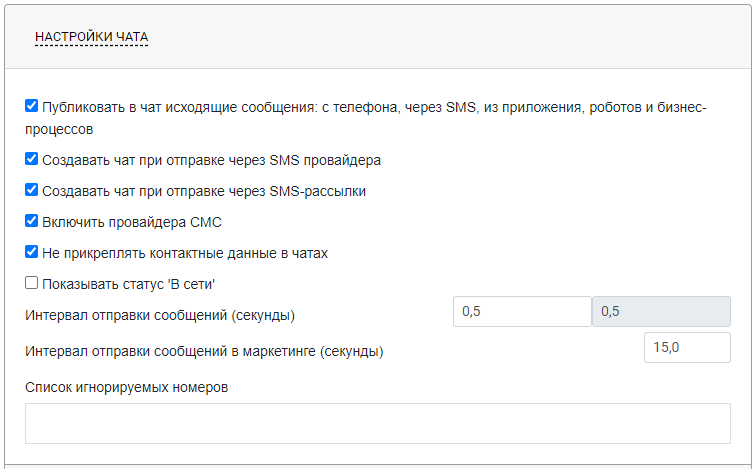 НАСТРОЙКИ ЧАТА
Публиковать в чат исходящие сообщения: с телефона, через SMS, из приложения, роботов и бизнес-
процессов
Создавать чат при отправке через SMS провайдера
Создавать чат при отправке через SMS-рассылки
Включить провайдера СМС
Не прикреплять контактные данные в чатах
Показывать статус 'В сети'
Интервал отправки сообщений (секунды) 0,5 0,5
Интервал отправки сообщений в маркетинге (секунды) 15,0
Список игнорируемых номеров